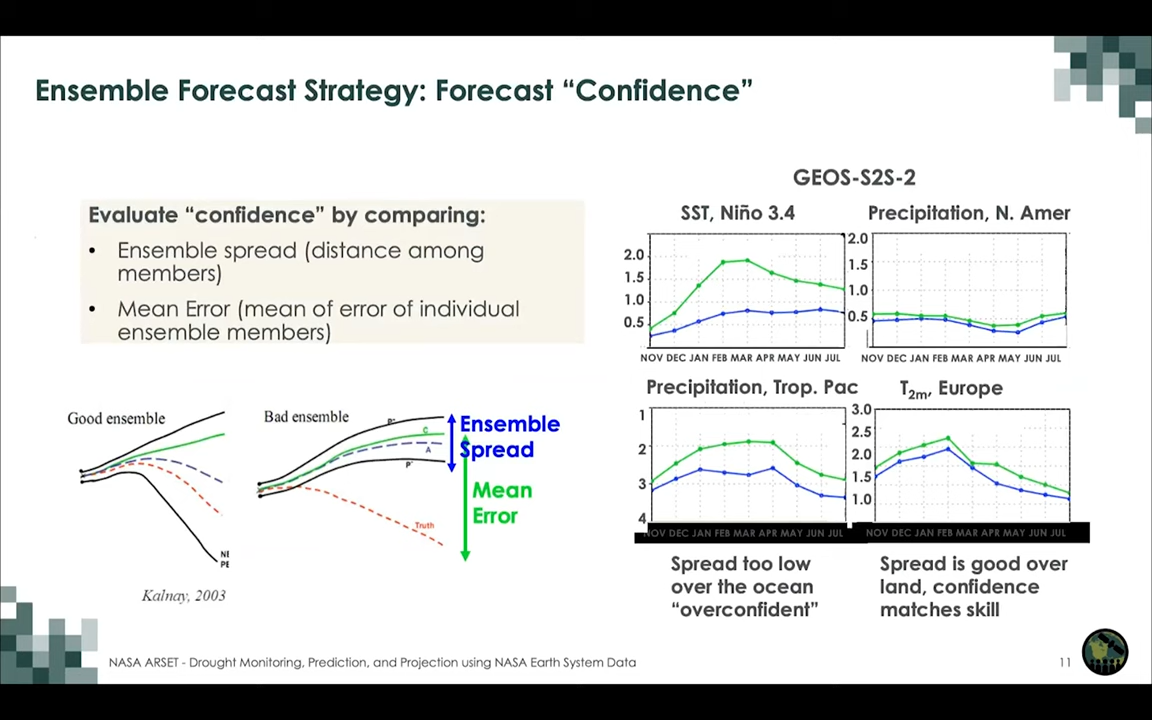 Ensemble Forecast Strategy: Forecast “Confidence”
Evaluate “confidence” by comparing:
• Ensemble spread (distance among
members)
• Mean Error (mean of error of individual
ensemble members)
Good ensemble
Bad ensemble
P⁺
C
A
P⁻
Truth
Ensemble
Spread
Mean
Error
NI
PE
Kalnay, 2003
GEOS-S2S-2
SST, Niño 3.4
2.0
1.5
1.0
0.5
NOV DEC JAN FEB MAR APR MAY JUN JUL
Precipitation, N. Amer
2.0
1.5
1.0
0.5
NOV DEC JAN FEB MAR APR MAY JUN JUL
Precipitation, Trop. Pac
1
2
3
4
NOV DEC JAN FEB MAR APR MAY JUN JUL
T2m, Europe
3.0
2.5
2.0
1.5
1.0
NOV DEC JAN FEB MAR APR MAY JUN JUL
Spread too low
over the ocean
“overconfident”
Spread is good over
land, confidence
matches skill
NASA ARSET - Drought Monitoring, Prediction, and Projection using NASA Earth System Data
11